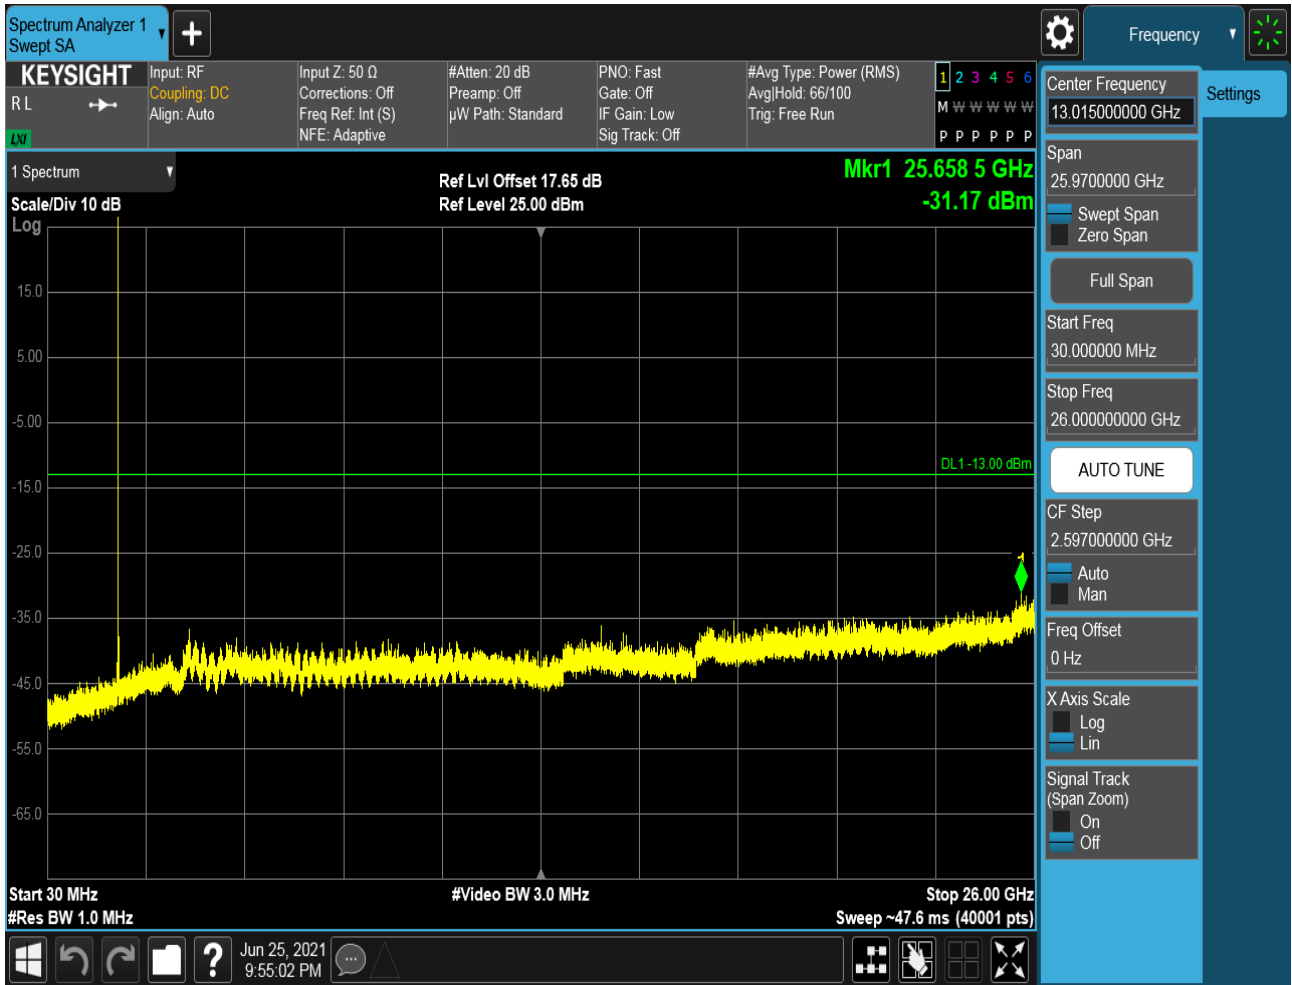 Spectrum Analyzer 1
Swept SA
Frequency
KEYSIGHT
R L
LXI
Input: RF
Coupling: DC
Align: Auto
Input Z: 50 Ω
Corrections: Off
Freq Ref: Int (S)
NFE: Adaptive
#Atten: 20 dB
Preamp: Off
µW Path: Standard
PNO: Fast
Gate: Off
IF Gain: Low
Sig Track: Off
#Avg Type: Power (RMS)
Avg|Hold: 66/100
Trig: Free Run
1 2 3 4 5 6
M W W W W W
P P P P P P
1 Spectrum
Scale/Div 10 dB
Log
Ref Lvl Offset 17.65 dB
Ref Level 25.00 dBm
Mkr1 25.658 5 GHz
-31.17 dBm
15.0
5.00
-5.00
-15.0
-25.0
-35.0
-45.0
-55.0
-65.0
DL1 -13.00 dBm
1
Start 30 MHz
#Res BW 1.0 MHz
#Video BW 3.0 MHz
Stop 26.00 GHz
Sweep ~47.6 ms (40001 pts)
Jun 25, 2021
9:55:02 PM
Center Frequency
13.015000000 GHz
Settings
Span
25.9700000 GHz
Swept Span
Zero Span
Full Span
Start Freq
30.000000 MHz
Stop Freq
26.000000000 GHz
AUTO TUNE
CF Step
2.597000000 GHz
Auto
Man
Freq Offset
0 Hz
X Axis Scale
Log
Lin
Signal Track
(Span Zoom)
On
Off